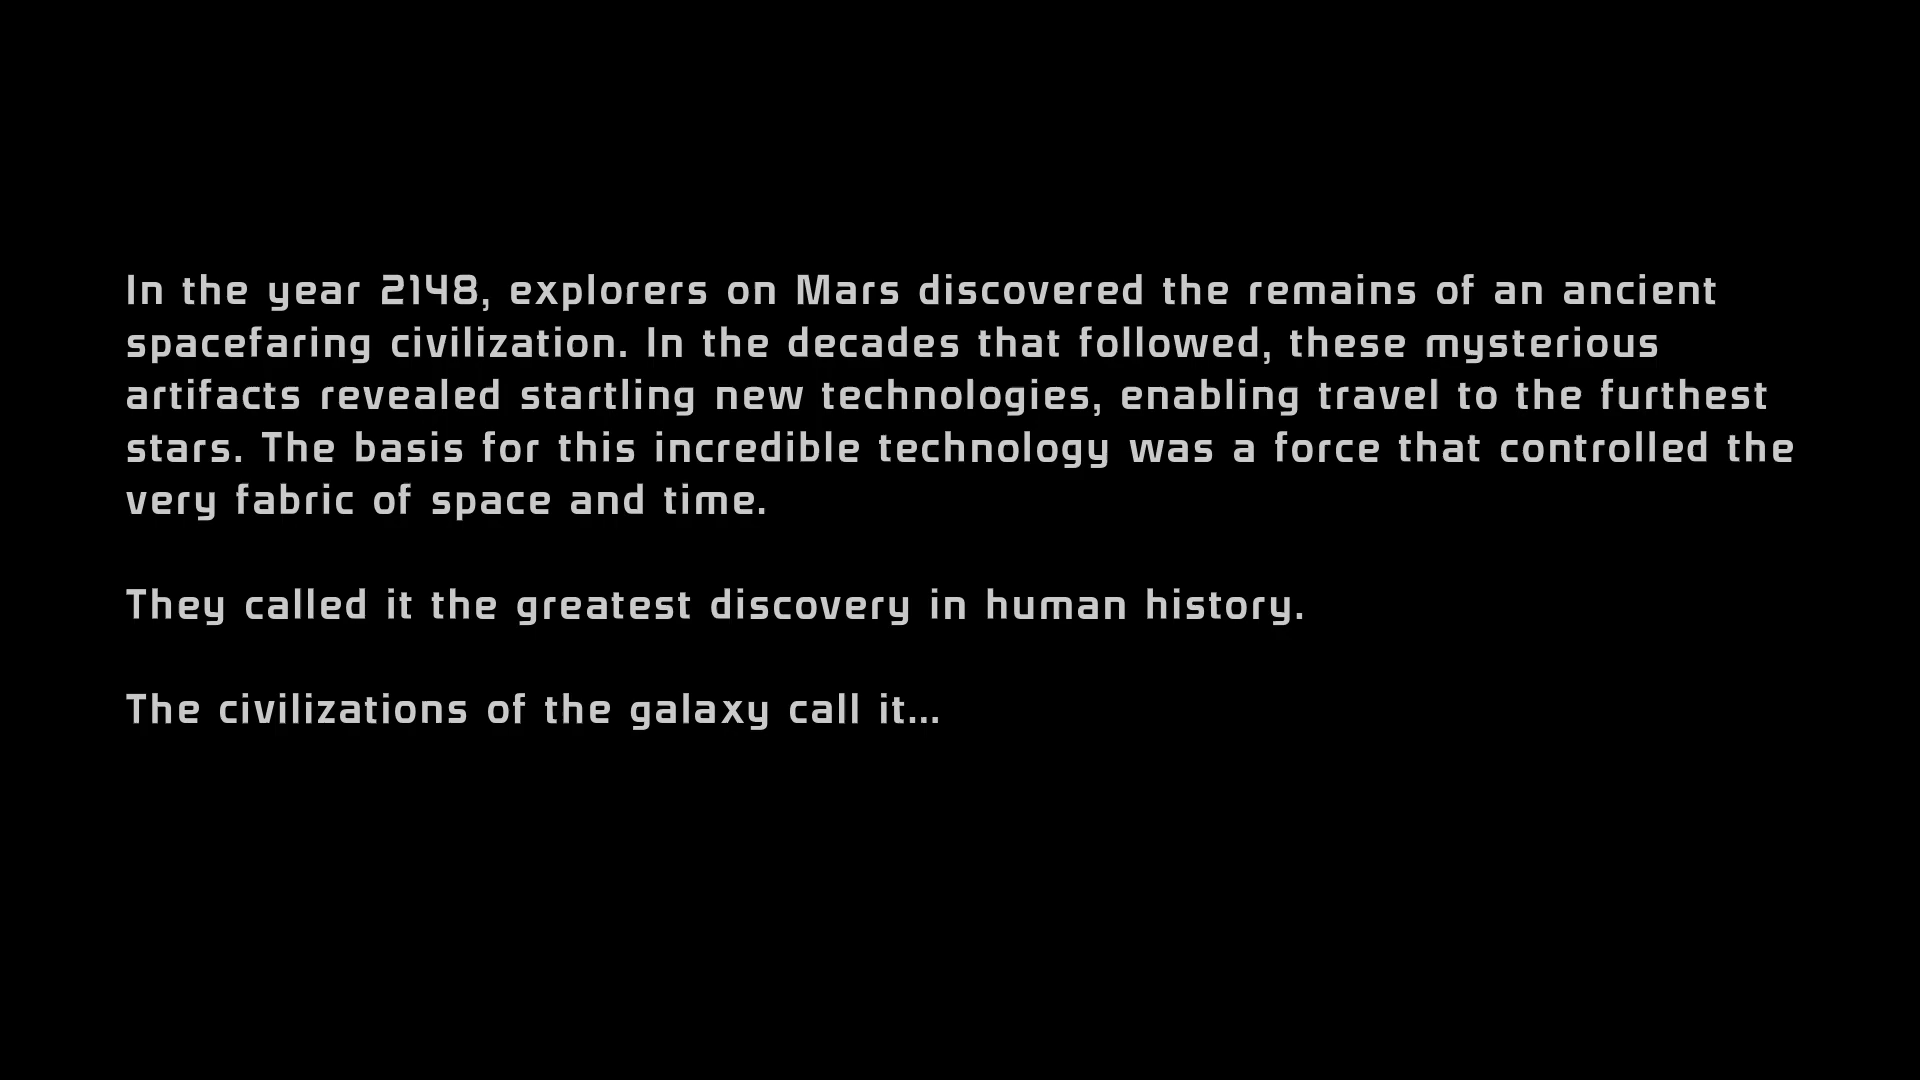 In the year 2148, explorers on Mars discovered the remains of an ancient
spacefaring civilization. In the decades that followed, these mysterious
artifacts revealed startling new technologies, enabling travel to the furthest
stars. The basis for this incredible technology was a force that controlled the
very fabric of space and time.
They called it the greatest discovery in human history.
The civilizations of the galaxy call it...